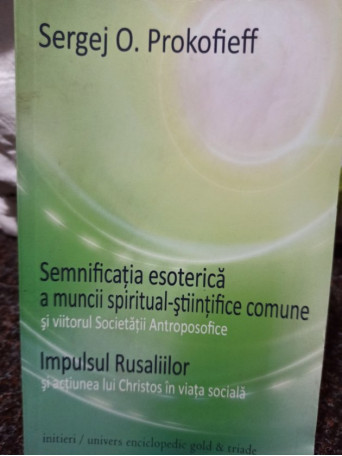 Sergej O. Prokofieff
Semnificația esoterică
a muncii spiritual-științifice comune
și viitorul Societății Antroposofice
Impulsul Rusaliilor
și acțiunea lui Christos în viața socială
initieri / univers enciclopedic gold & triade